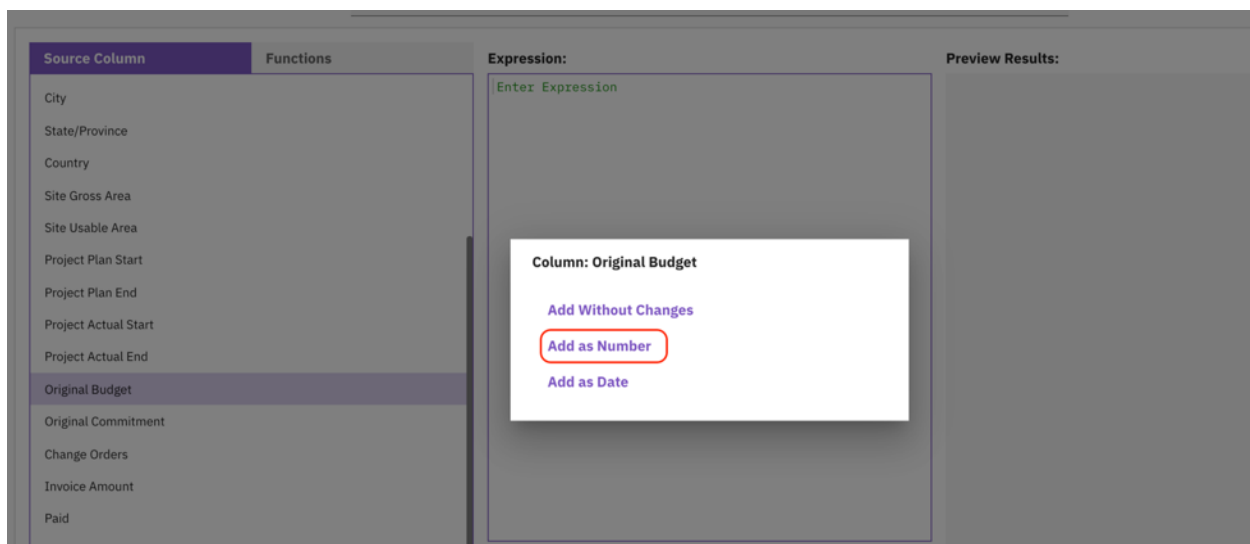 Source Column
Functions
City
State/Province
Country
Site Gross Area
Site Usable Area
Project Plan Start
Project Plan End
Project Actual Start
Project Actual End
Original Budget
Original Commitment
Change Orders
Invoice Amount
Paid
Expression:
Enter Expression
Column: Original Budget
Add Without Changes
Add as Number
Add as Date
Preview Results: